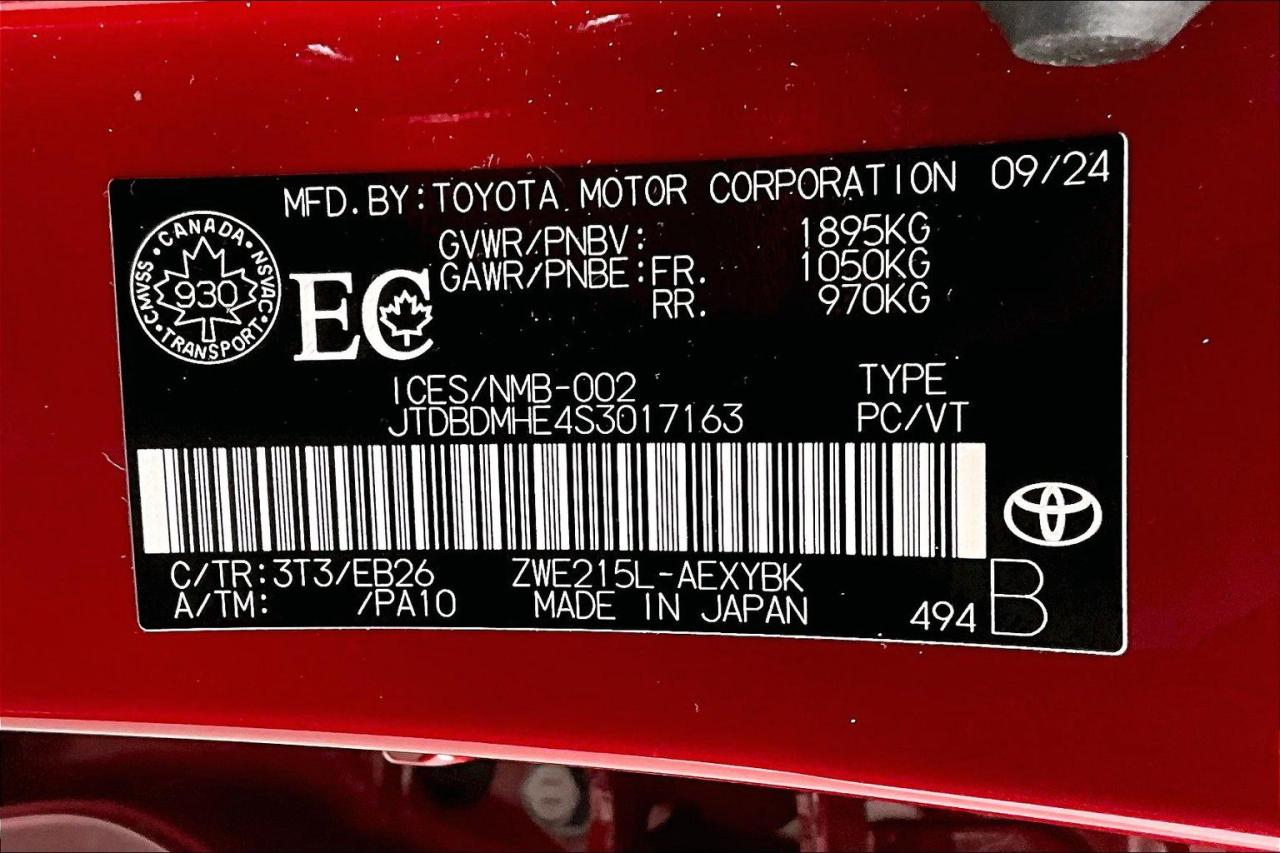 MFD.BY:TOYOTA MOTOR CORPORATION 09/24
GVWR/PNBV: 1895KG
GAWR/PNBE:FR. 1050KG
RR. 970KG
CANADA
CMVSS 930 NSVAC
TRANSPORT
EC
ICES/NMB-002 TYPE
JTDBDMHE4S3017163 PC/VT
C/TR:3T3/EB26 ZWE215L-AEXYBK
A/TM: /PA10 MADE IN JAPAN 494 B